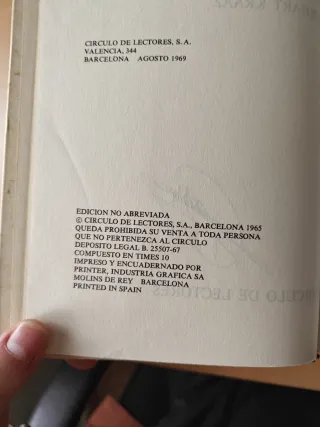 CIRCULO DE LECTORES, S. A.
VALENCIA, 344
BARCELONA AGOSTO 1969
EDICION NO ABREVIADA
© CIRCULO DE LECTORES, S.A., BARCELONA 1965
QUEDA PROHIBIDA SU VENTA A TODA PERSONA
QUE NO PERTENEZCA AL CIRCULO
DEPOSITO LEGAL B. 25507-67
COMPUESTO EN TIMES 10
IMPRESO Y ENCUADERNADO POR
PRINTER, INDUSTRIA GRAFICA SA
MOLINS DE REY BARCELONA
PRINTED IN SPAIN